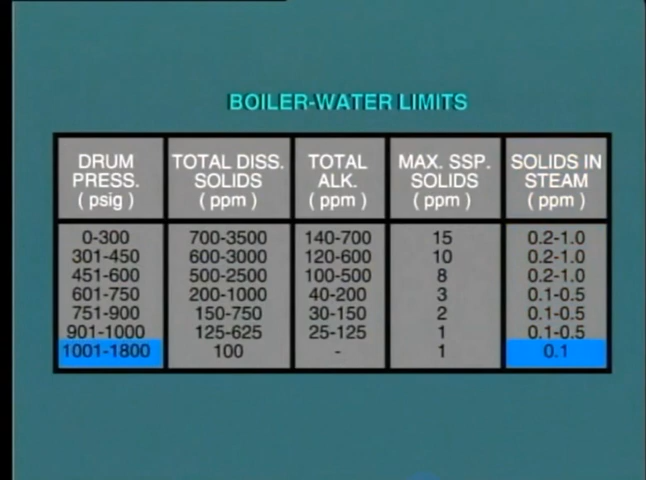 BOILER-WATER LIMITS
DRUM PRESS. ( psig ) TOTAL DISS. SOLIDS ( ppm ) TOTAL ALK. ( ppm ) MAX. SSP. SOLIDS ( ppm ) SOLIDS IN STEAM ( ppm )
0-300 700-3500 140-700 15 0.2-1.0
301-450 600-3000 120-600 10 0.2-1.0
451-600 500-2500 100-500 8 0.2-1.0
601-750 200-1000 40-200 3 0.1-0.5
751-900 150-750 30-150 2 0.1-0.5
901-1000 125-625 25-125 1 0.1-0.5
1001-1800 100 - 1 0.1